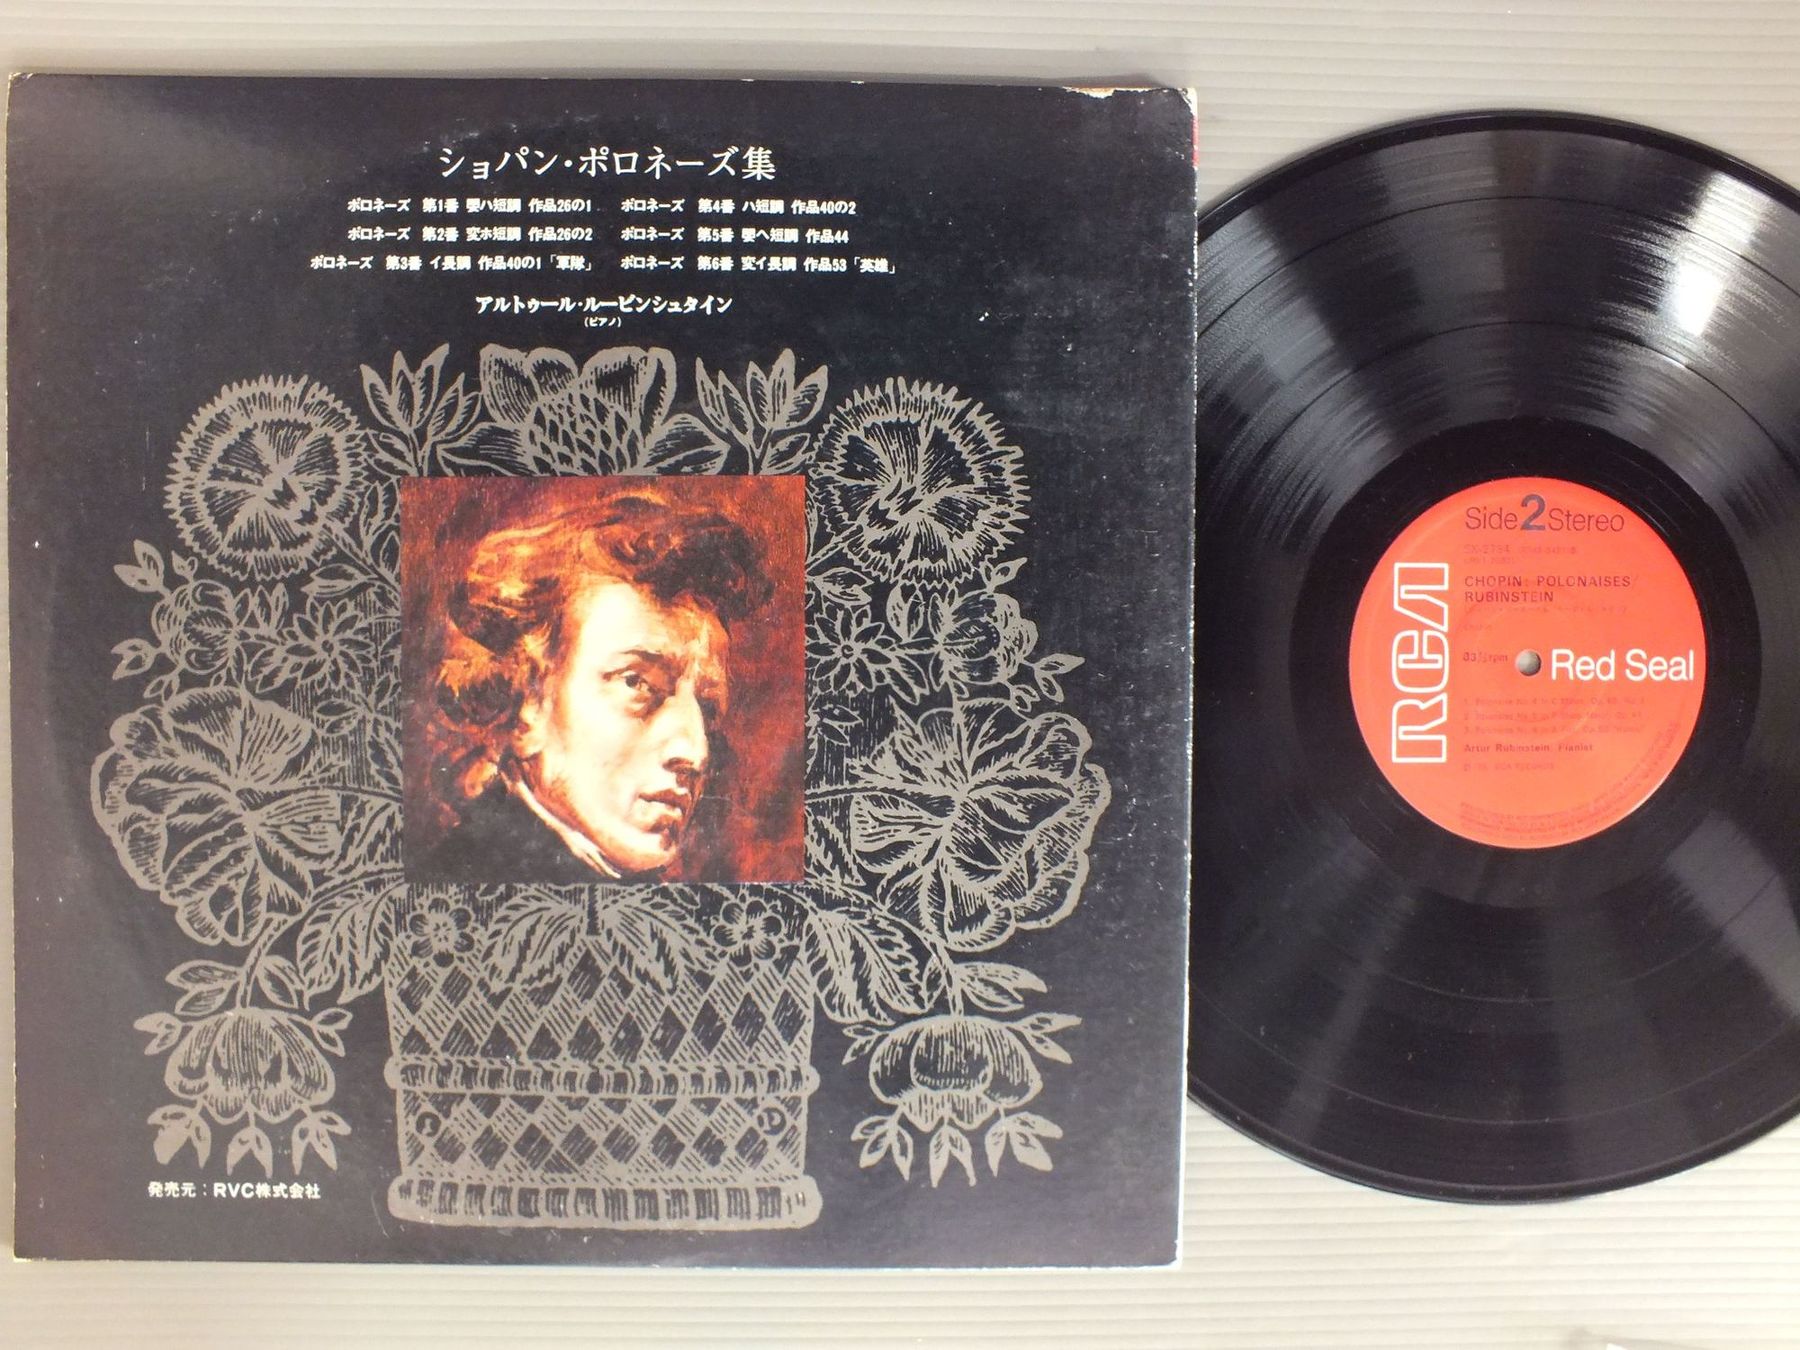 ショパン・ポロネーズ集
ポロネーズ 第1番 嬰ハ短調 作品26の1
ポロネーズ 第2番 変ホ短調 作品26の2
ポロネーズ 第3番 イ長調 作品40の1「軍隊」
ポロネーズ 第4番 ハ短調 作品40の2
ポロネーズ 第5番 嬰ヘ短調 作品44
ポロネーズ 第6番 変イ長調 作品53「英雄」
アルトゥール・ルービンシュタイン
(ピアノ)
発売元：RVC株式会社
Side 2 Stereo
SX-2784
CHOPIN: POLONAISES/
RUBINSTEIN
33⅓rpm
RCA
Red Seal
Artur Rubinstein, Pianist